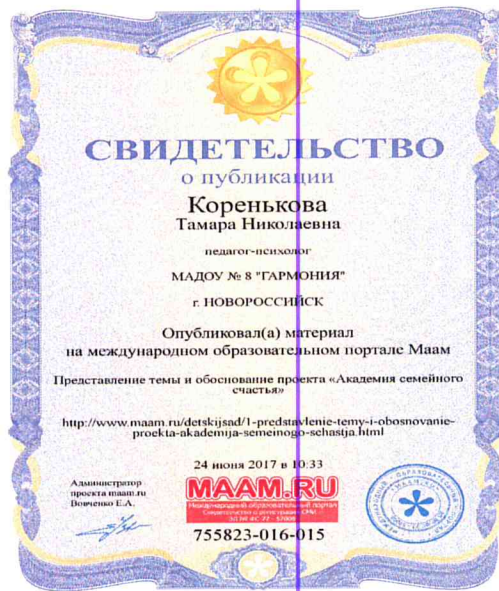 СВИДЕТЕЛЬСТВО
о публикации
Коренькова
Тамара Николаевна
педагог-психолог
МАДОУ № 8 "ГАРМОНИЯ"
г. НОВОРОССИЙСК
Опубликовал(а) материал
на международном образовательном портале Маам
Представление темы и обоснование проекта «Академия семейного
счастья»
http://www.maam.ru/detskijsad/1-predstavlenie-temy-i-obosnovanie-
proekta-akademija-semeinogo-schastja.html
24 июня 2017 в 10:33
Администратор
проекта maam.ru
Вовченко Е.А.
MAAM.RU
Международный образовательный портал
Свидетельство о регистрации СМИ
755823-016-015